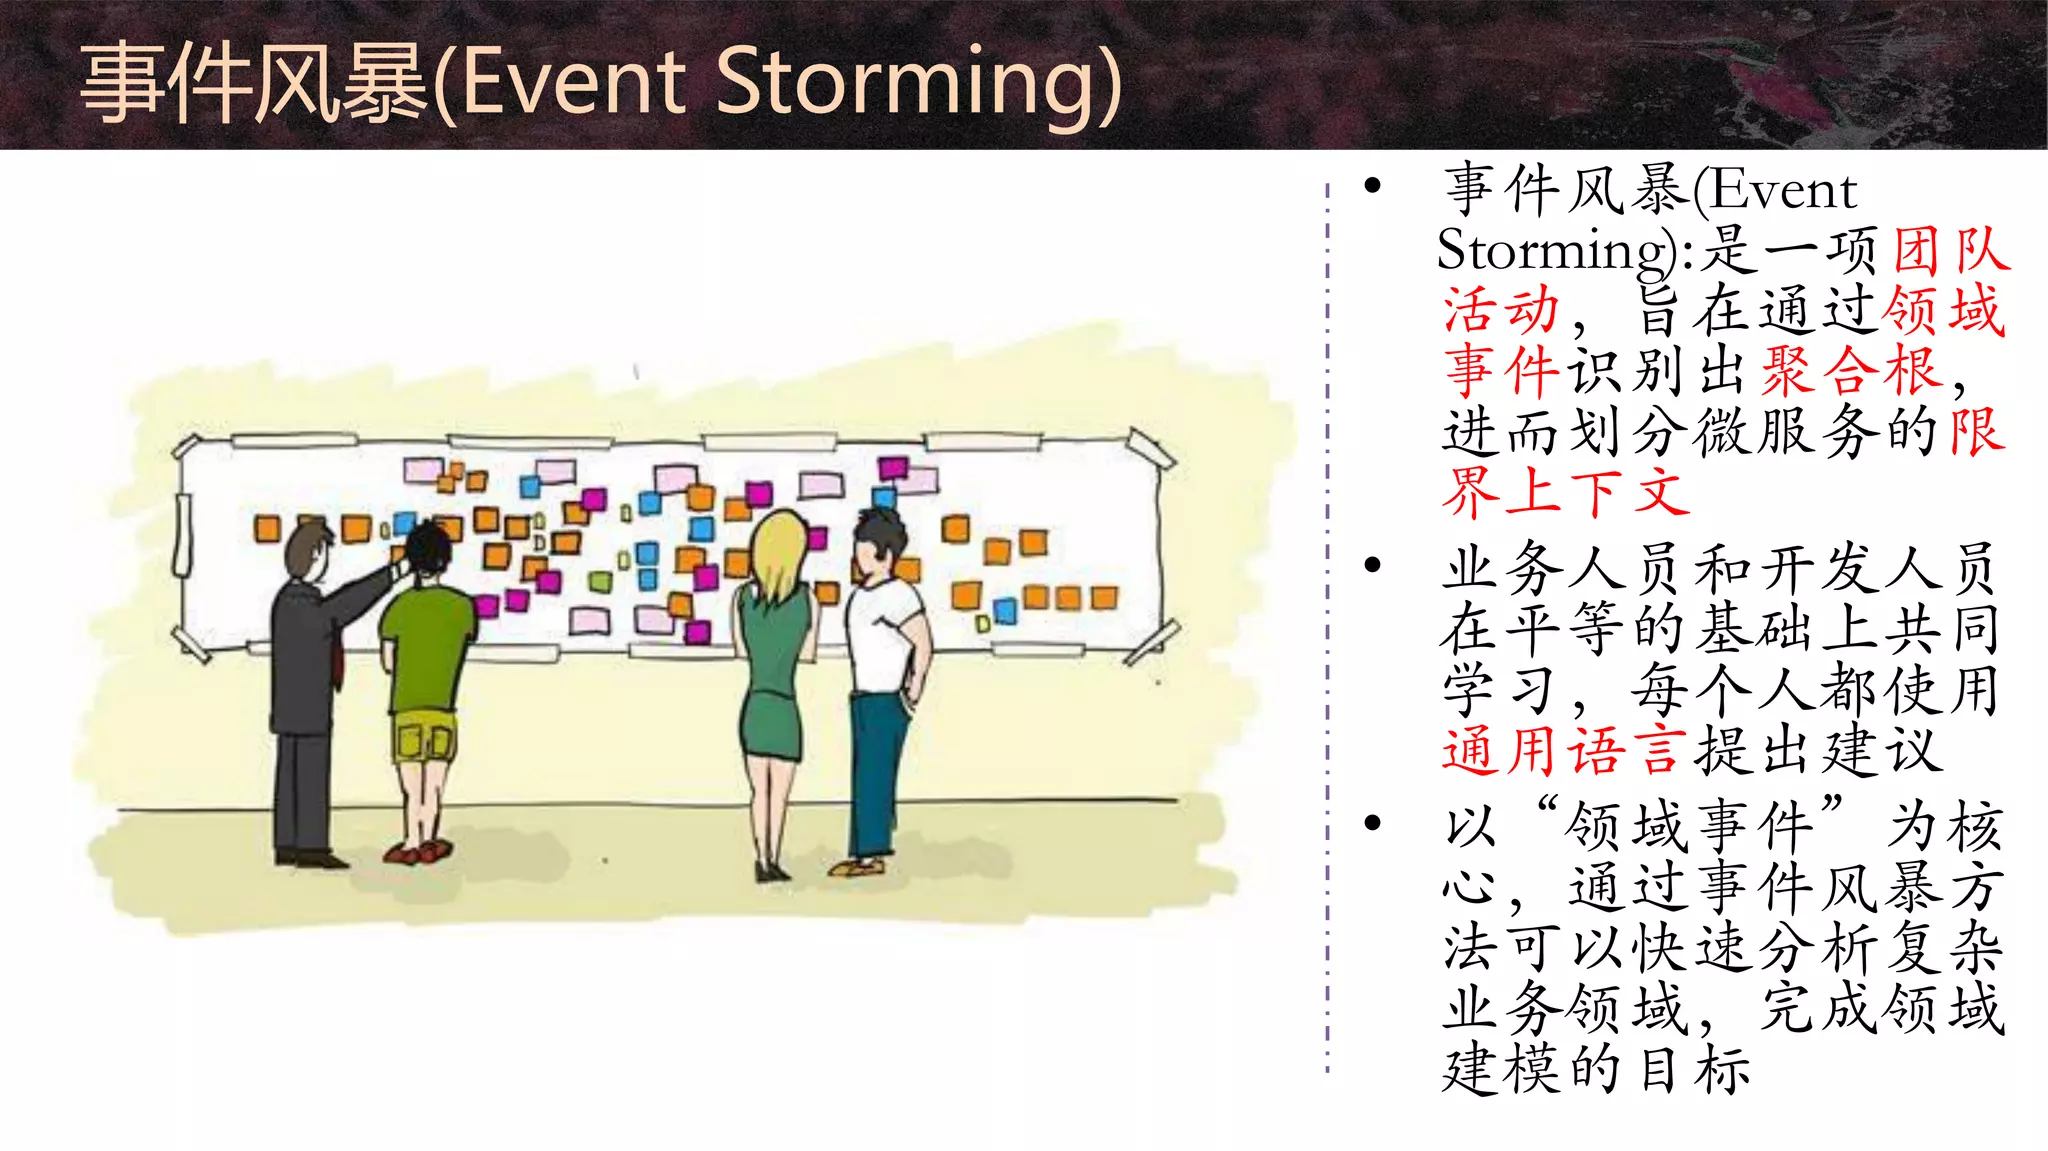 事件风暴(Event Storming)
• 事件风暴(Event
Storming):是一项团队
活动，旨在通过领域
事件识别出聚合根，
进而划分微服务的限
界上下文
• 业务人员和开发人员
在平等的基础上共同
学习，每个人都使用
通用语言提出建议
• 以“领域事件”为核
心，通过事件风暴方
法可以快速分析复杂
业务领域，完成领域
建模的目标